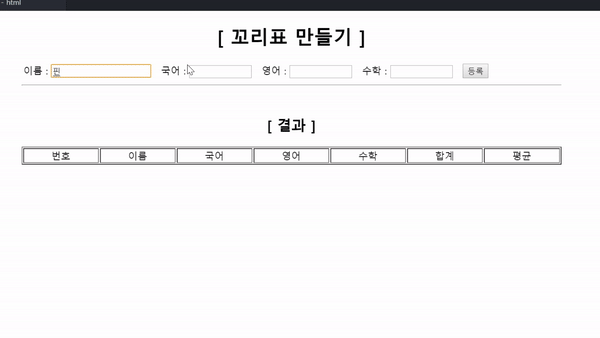 html
[ 꼬리표 만들기 ]
이름 : 핀 국어 : 영어 : 수학 : 등록
[ 결과 ]
번호 이름 국어 영어 수학 합계 평균